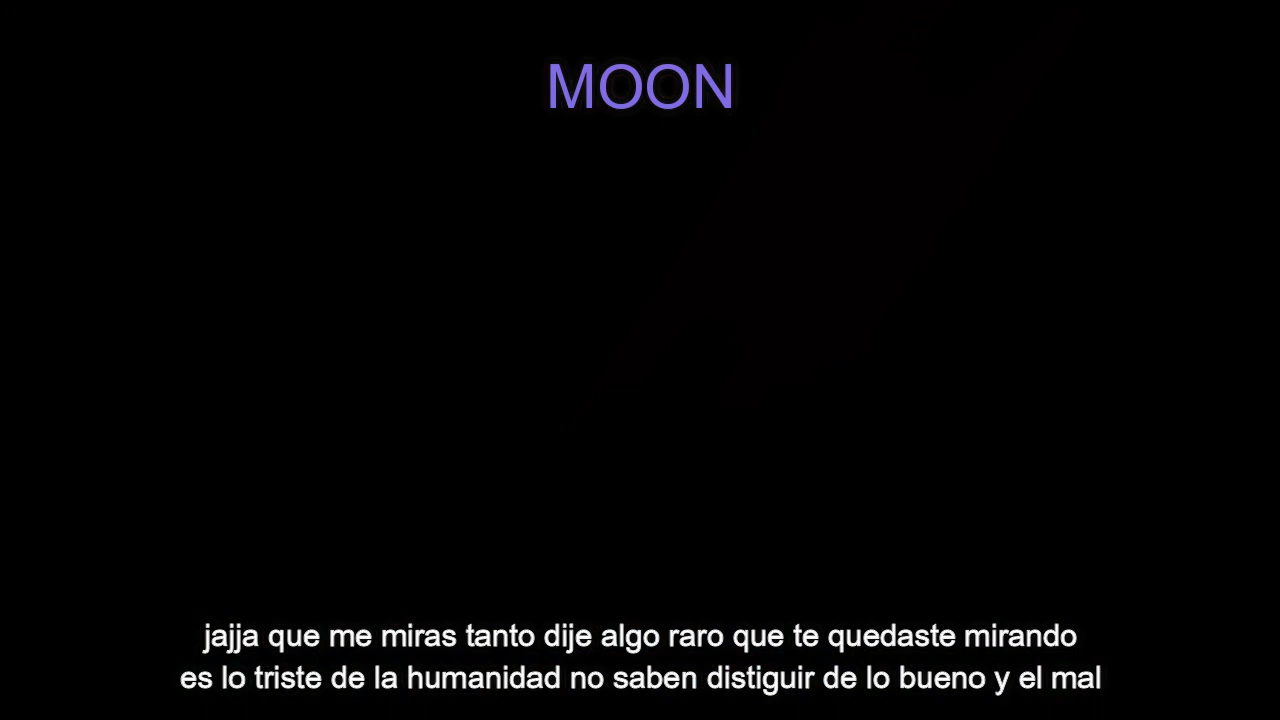 MOON
jajja que me miras tanto dije algo raro que te quedaste mirando
es lo triste de la humanidad no saben distiguir de lo bueno y el mal